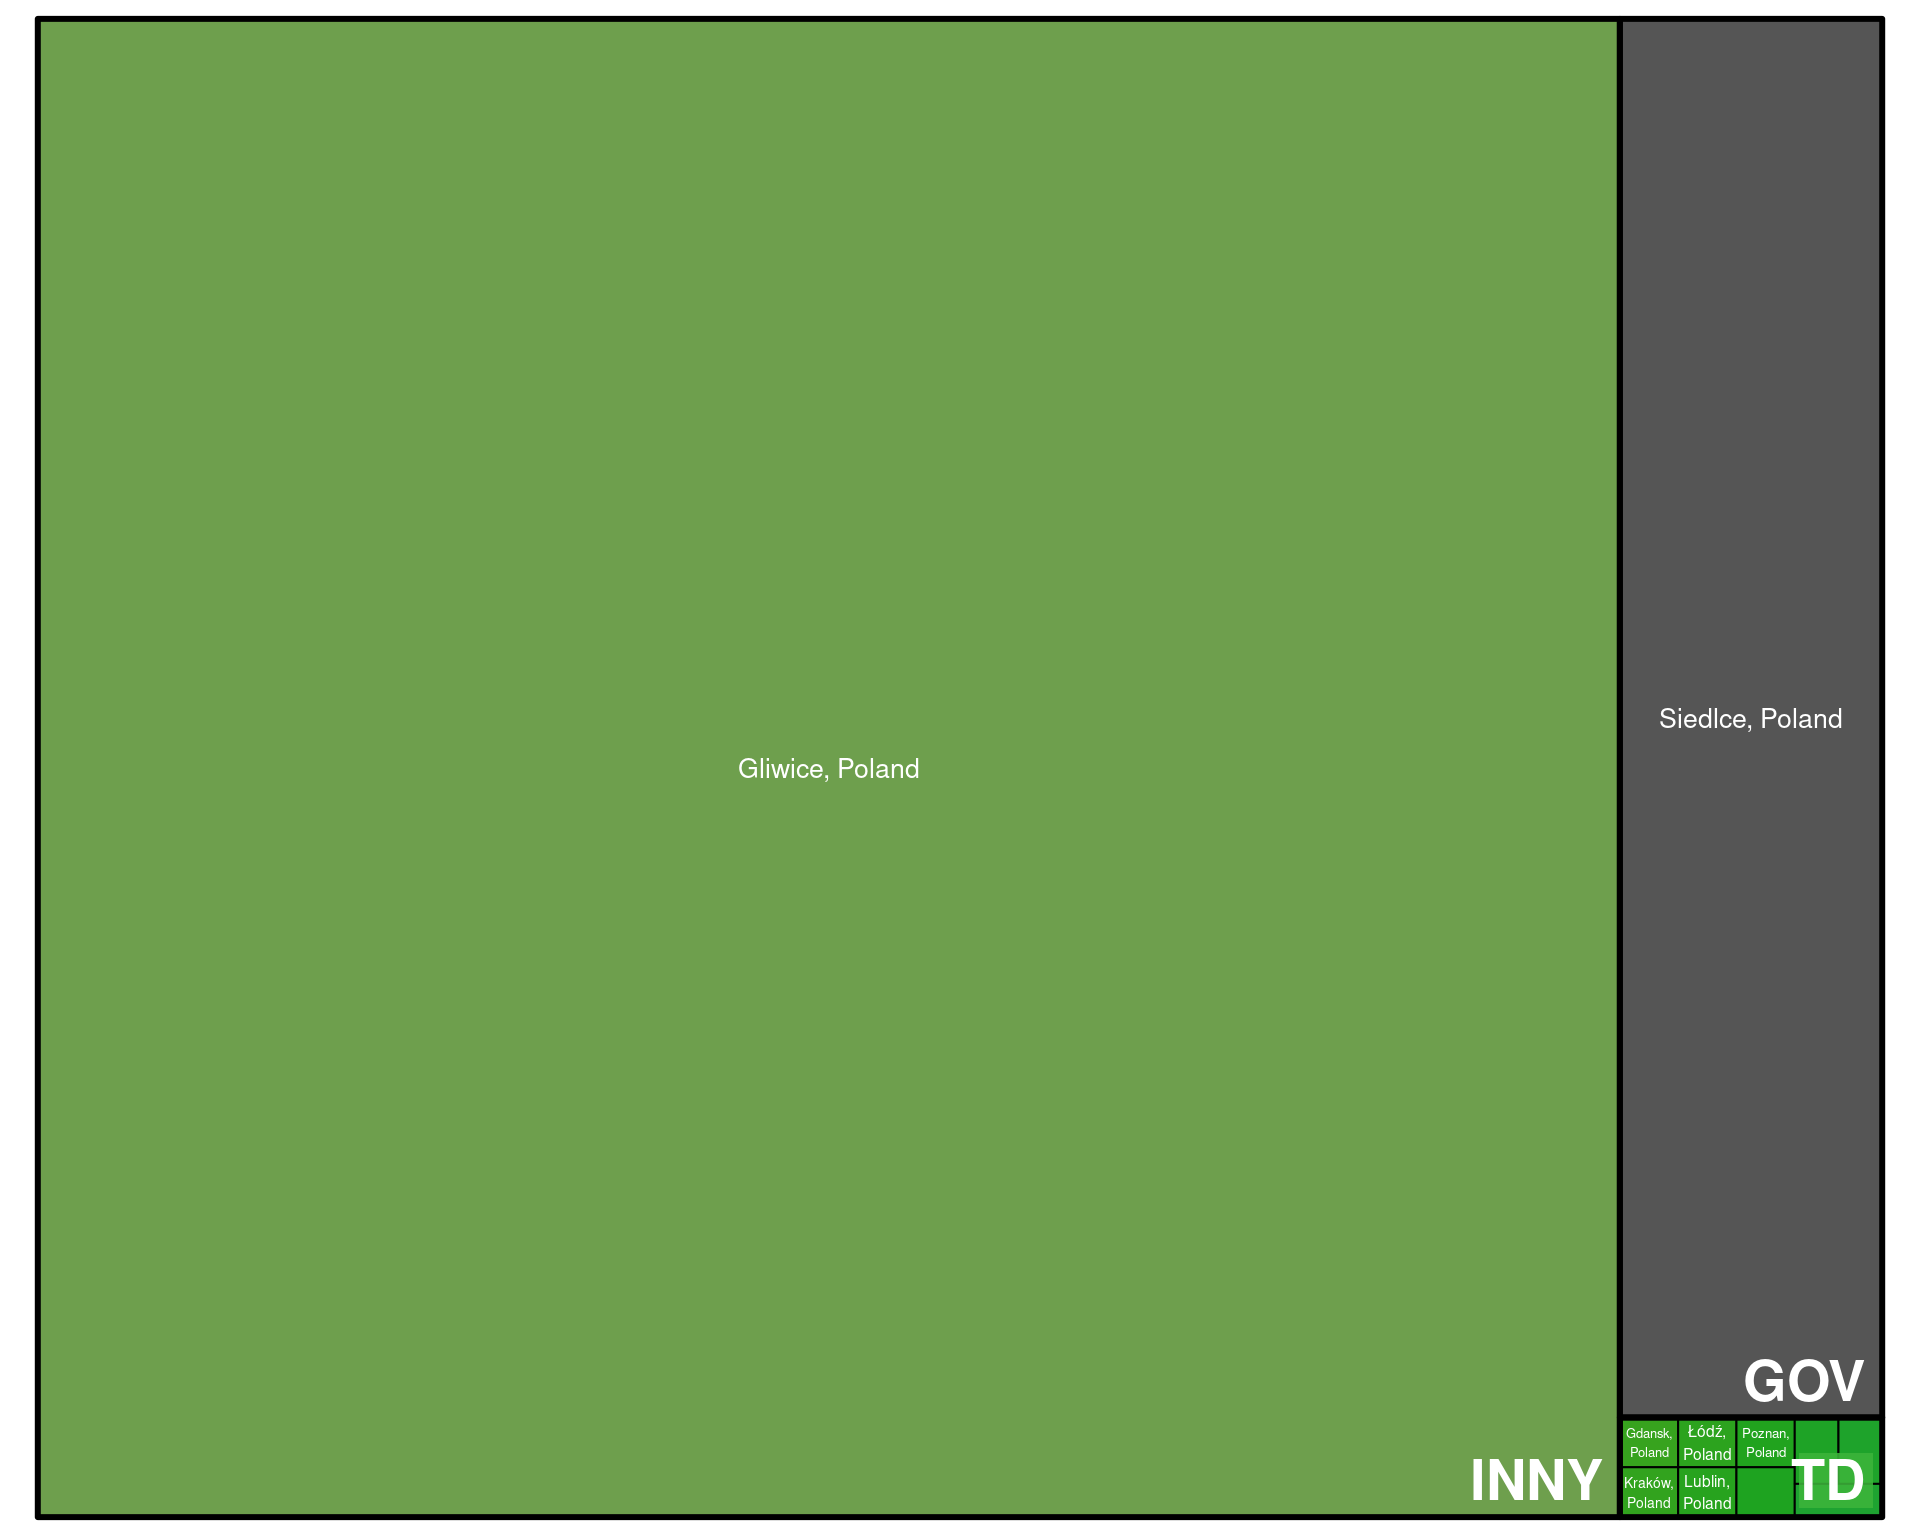 Gliwice, Poland
INNY
Siedlce, Poland
GOV
Gdansk,
Poland
Łódź,
Poland
Poznan,
Poland
Kraków,
Poland
Lublin,
Poland
TD